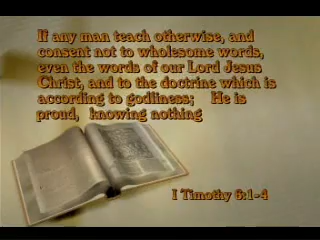 If any man teach otherwise, and
consent not to wholesome words,
even the words of our Lord Jesus
Christ, and to the doctrine which is
according to godliness; He is
proud, knowing nothing
I Timothy 6:1-4